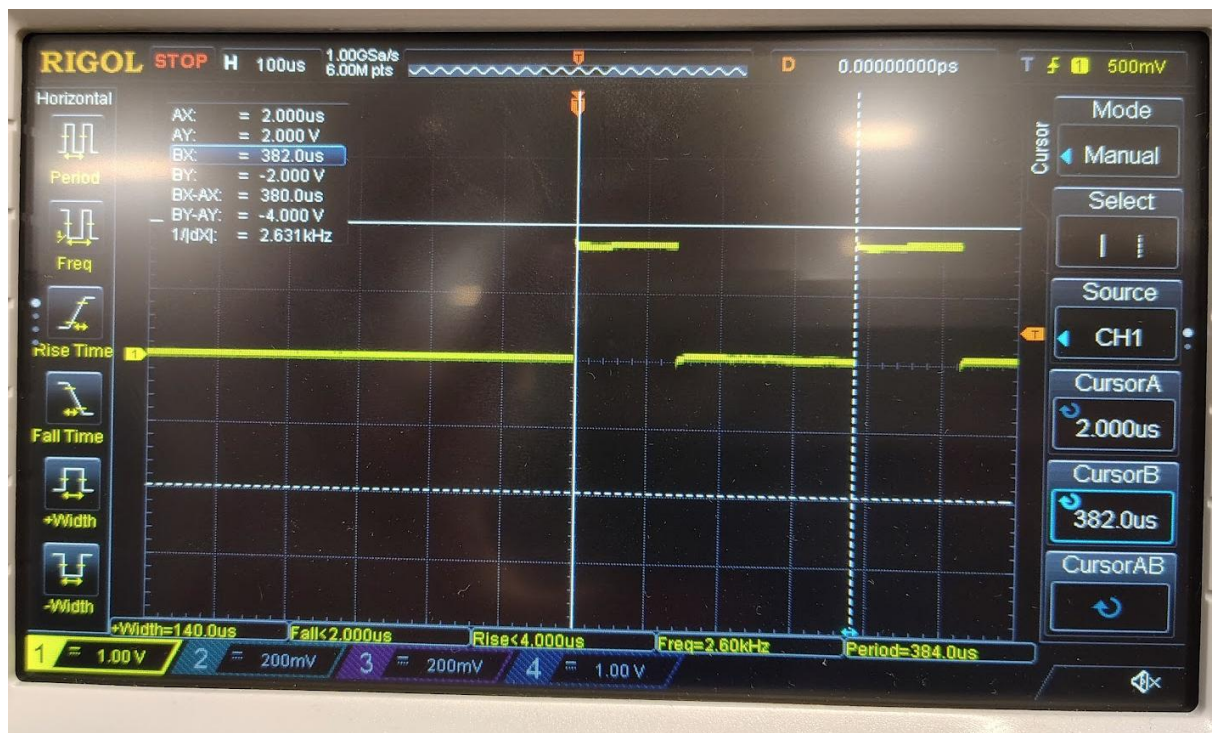 RIGOL STOP H 100us 1.00GSa/s 6.00M pts D 0.00000000ps T 1 500mV
Horizontal
Period
Freq
Rise Time
Fall Time
+Width
-Width
AX: = 2.000us
AY: = 2.000 V
BX: = 382.0us
BY: = -2.000 V
BX-AX: = 380.0us
BY-AY: = -4.000 V
1/|dX|: = 2.631kHz
T
T
1
T
Cursor
Mode
Manual
Select
Source
CH1
CursorA
2.000us
CursorB
382.0us
CursorAB
+Width=140.0us Fall<2.000us Rise<4.000us Freq=2.60kHz Period=384.0us
1 = 1.00 V 2 = 200mV 3 = 200mV 4 = 1.00 V